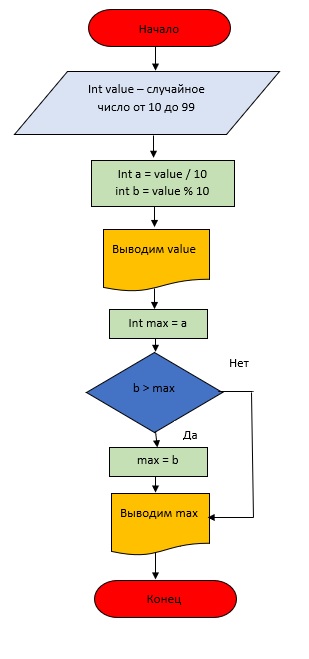 Начало
Int value – случайное
число от 10 до 99
Int a = value / 10
int b = value % 10
Выводим value
Int max = a
b > max
Нет
Да
max = b
Выводим max
Конец